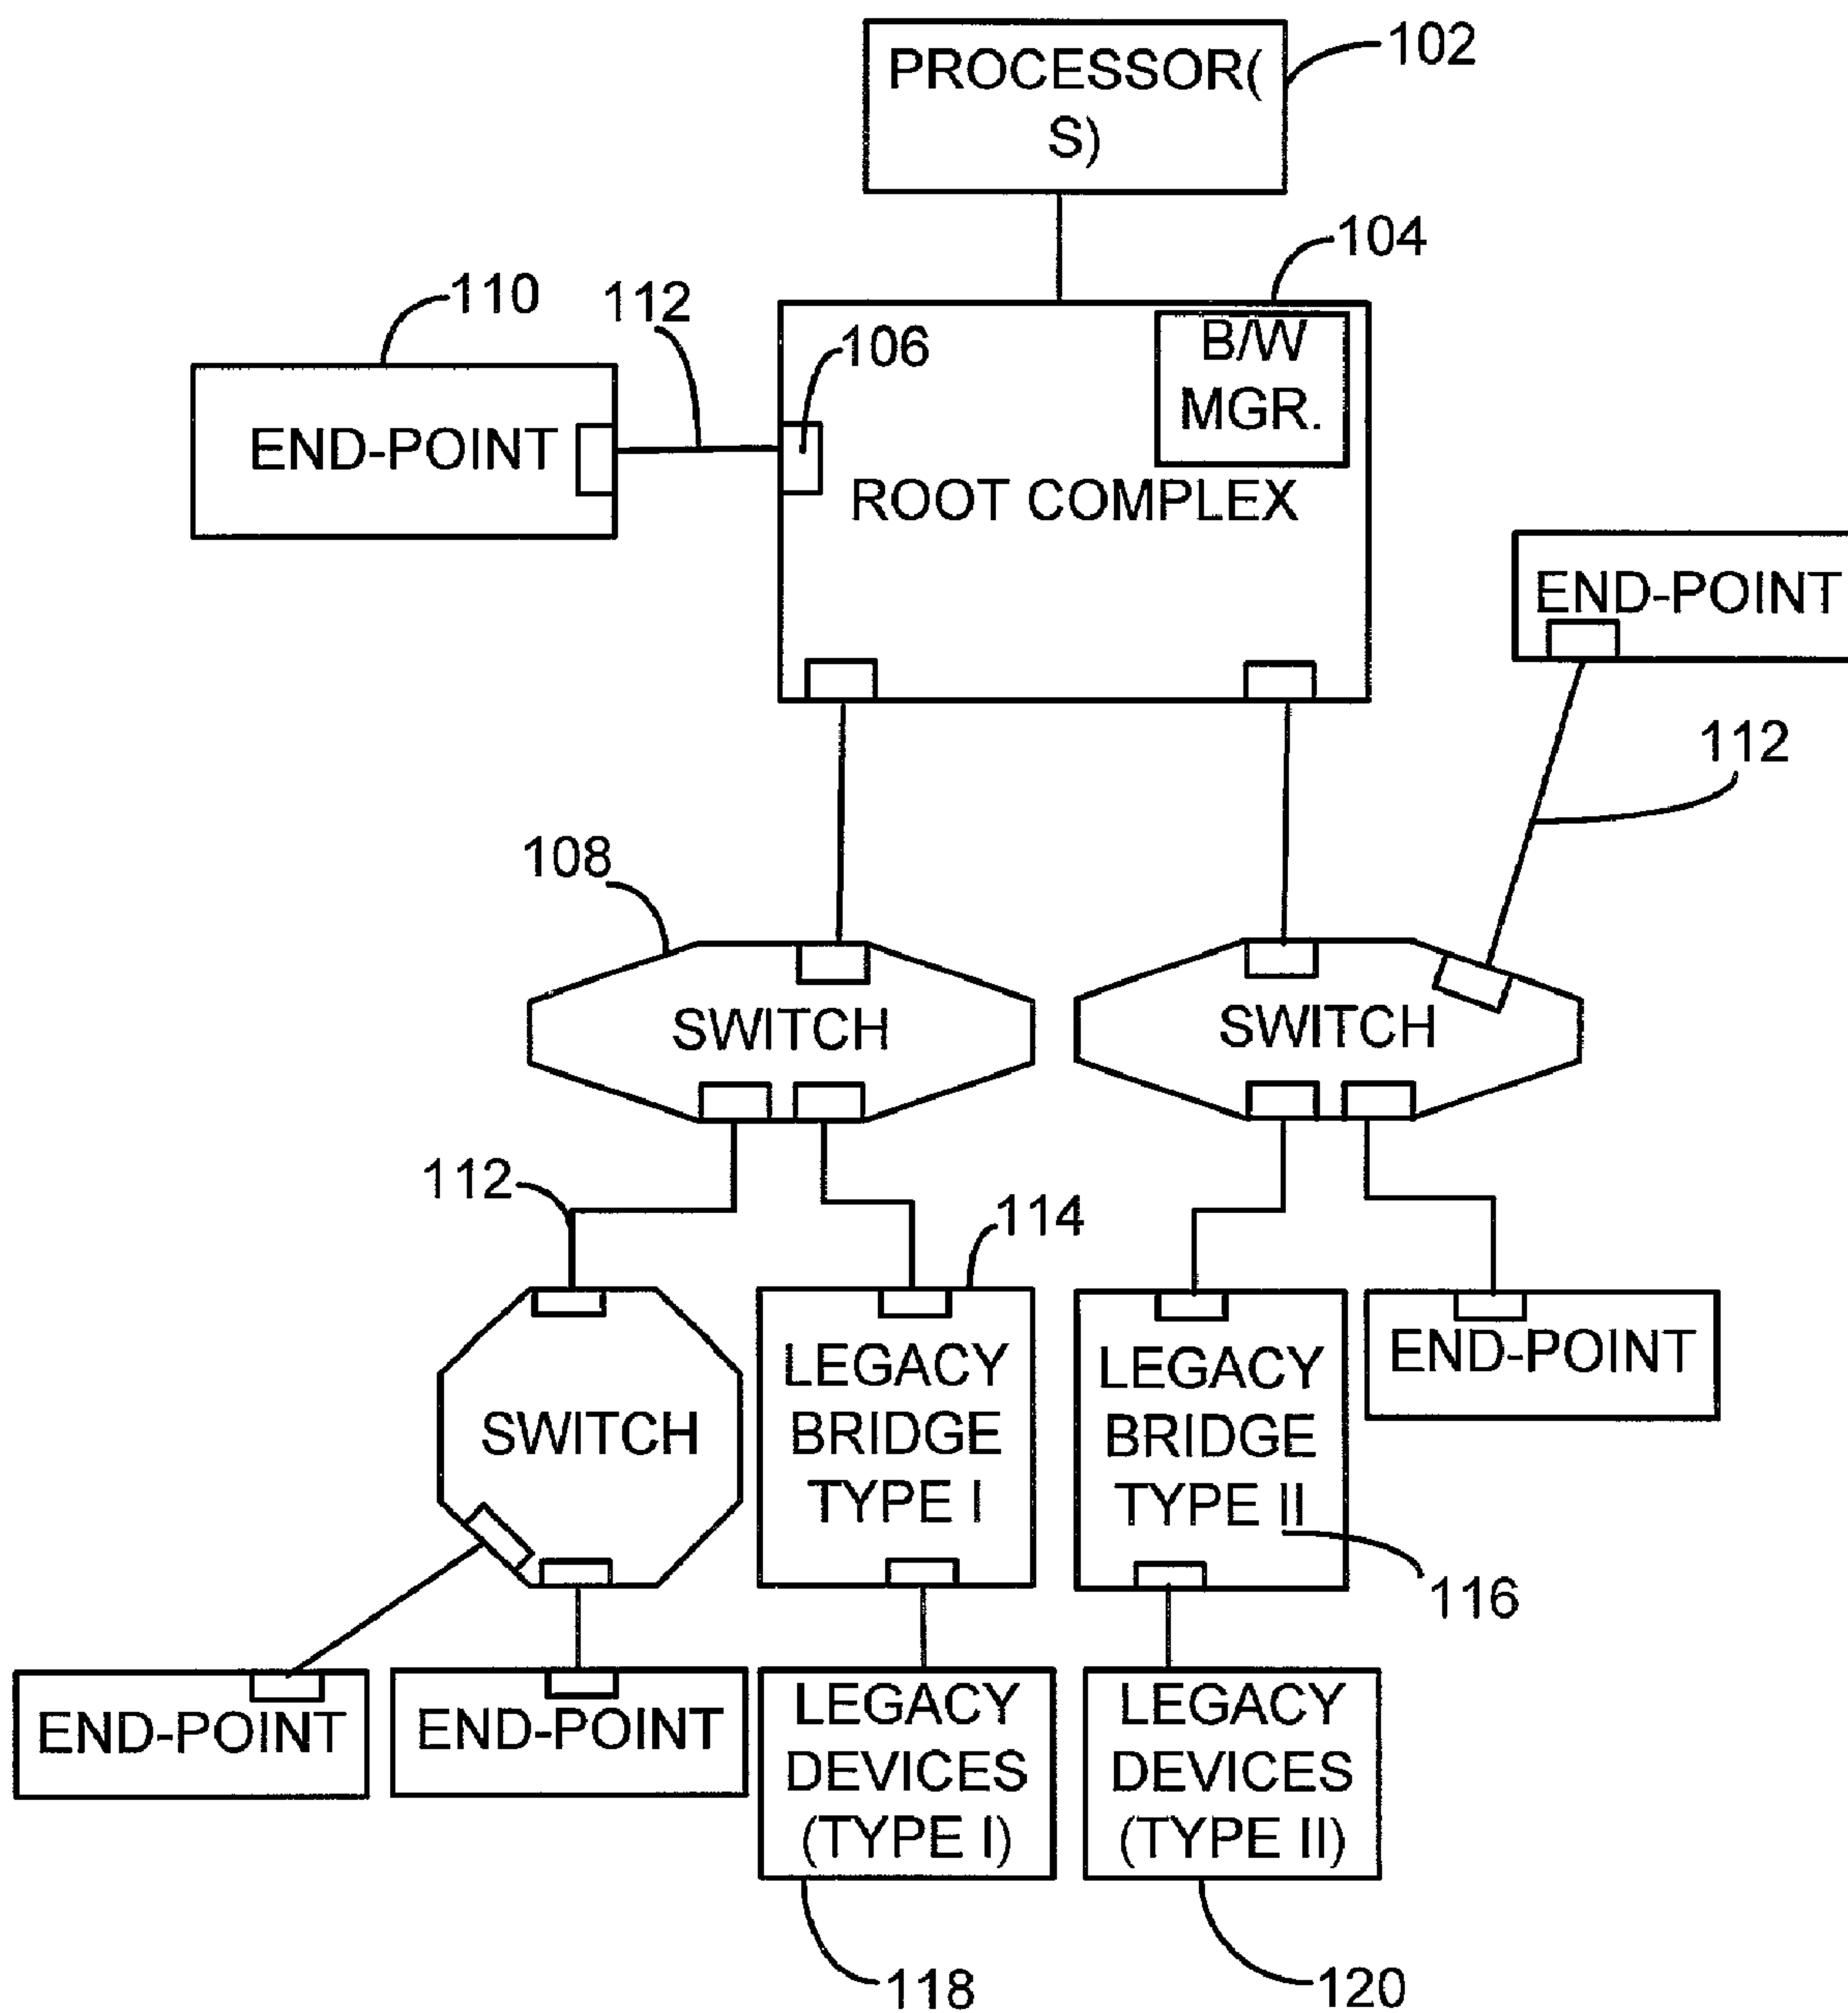 PROCESSOR(
S)
102
104
110
112
106
B/W
MGR.
END-POINT
ROOT COMPLEX
END-POINT
112
108
SWITCH
SWITCH
112
114
LEGACY
BRIDGE
TYPE I
LEGACY
BRIDGE
TYPE II
END-POINT
SWITCH
116
END-POINT
END-POINT
LEGACY
DEVICES
(TYPE I)
LEGACY
DEVICES
(TYPE II)
118
120